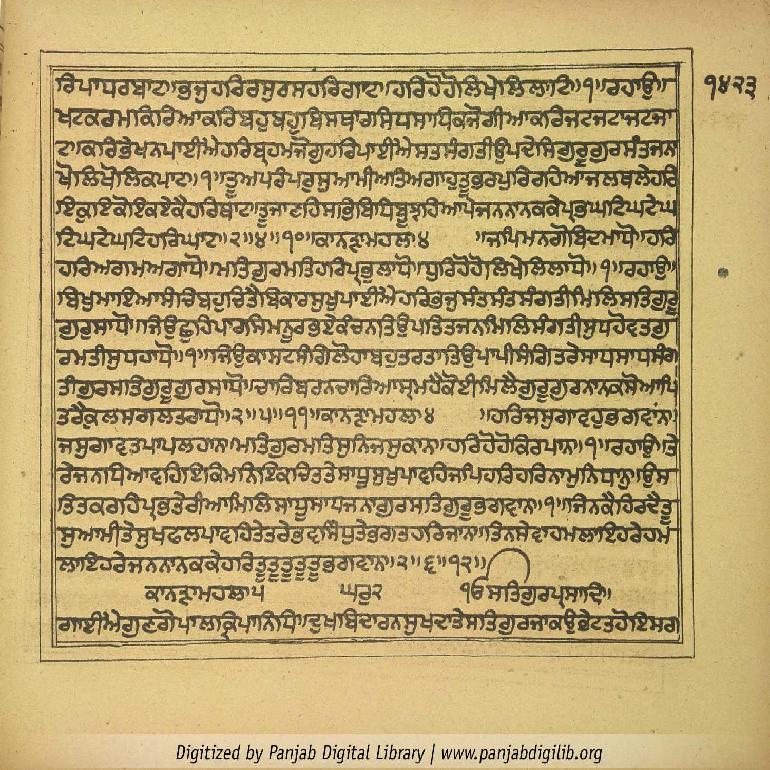 ਰਿਪਾਧਰਬਾਟ॥ਭਜੁਹਰਿਰਸੁਰਸਹਰਿਗਾਟ॥ਹਰਿਹੋਹੋਲਿਖੇਲਿਲਾਟਿ॥੧॥ਰਹਾਉ॥ ੧੪੨੩
ਖਟਕਰਮਕਿਰਿਆਕਰਿਬਹੁਬਹੁਬਿਸਥਾਰਸਿਧਸਾਧਿਕਜੋਗੀਆਕਰਿਜਟਜਟਾਜਟਜਾ
ਟ॥ਕਰਿਭੇਖਨਪਾਈਐਹਰਿਬ੍ਰਹਮਜੋਗੁਹਰਿਪਾਈਐਸਤਸੰਗਤੀਉਪਦੇਸਿਗੁਰੂਗੁਰਸੰਤਜਨ
ਖੋਲਿਖੋਲਿਕਪਾਟ॥੧॥ਤੂਅਪਰੰਪਰੁਸੁਆਮੀਅਤਿਅਗਾਹੁਤੂਭਰਪੁਰਿਰਹਿਆਜਲਥਲੇਹਰਿ
ਇਕੁਇਕੋਇਕਏਕੈਹਰਿਥਾਟ॥ਤੂਜਾਣਹਿਸਭਿਬਿਧਿਬੂਝਹਿਆਪੇਜਨਨਾਨਕਕੇਪ੍ਰਭਘਟਿਘਟੇਘ
ਟਿਘਟੇਘਟਿਹਰਿਘਾਟ॥੨॥੪॥੧੦॥ਕਾਨੜਾਮਹਲਾ੪ ॥ਜਪਿਮਨਗੋਬਿਦਮਾਧੋ॥ਹਰਿ
ਹਰਿਅਗਮਅਗਾਧੋ॥ਮਤਿਗੁਰਮਤਿਹਰਿਪ੍ਰਭੁਲਾਧੋ॥ਧੁਰਿਹੋਹੋਲਿਖੇਲਿਲਾਧੋ॥੧॥ਰਹਾਉ॥
ਬਿਖੁਮਾਇਆਸੰਚਿਬਹੁਚਿਤੈਬਿਕਾਰਸੁਖੁਪਾਈਐਹਰਿਭਜੁਸੰਤਸੰਤਸੰਗਤੀਮਿਲਿਸਤਿਗੁਰੂ
ਗੁਰਸਾਧੋ॥ਜਿਉਛੁਹਿਪਾਰਸਮਨੂਰਭਏਕੰਚਨਤਿਉਪਤਿਤਜਨਮਿਲਿਸੰਗਤੀਸੁਧਹੋਵਤਗੁ
ਰਮਤੀਸੁਧਹਾਧੋ॥੧॥ਜਿਉਕਾਸਟਸੰਗਿਲੋਹਾਬਹੁਤਰਤਾਤਿਉਪਾਪੀਸੰਗਿਤਰੇਸਾਧਸਾਧਸੰਗ
ਤੀਗੁਰਸਤਿਗੁਰੂਗੁਰਸਾਧੋ॥ਚਾਰਿਬਰਨਚਾਰਿਆਸ੍ਰਮਹੈਕੋਈਮਿਲੈਗੁਰੂਗੁਰਨਾਨਕਸੋਆਪਿ
ਤਰੈਕੁਲਸਗਲਤਰਾਧੋ॥੨॥੫॥੧੧॥ਕਾਨੜਾਮਹਲਾ੪ ॥ਹਰਿਜਸੁਗਾਵਹੁਭਗਵਾਨ॥
ਜਸੁਗਾਵਤਪਾਪਲਹਾਨ॥ਮਤਿਗੁਰਮਤਿਸੁਨਿਜਸੁਕਾਨ॥ਹਰਿਹੋਹੋਕਿਰਪਾਨ॥੧॥ਰਹਾਉ॥ਤੇ
ਰੇਜਨਧਿਆਵਹਿਇਕਮਨਿਇਕਚਿਤਤੇਸਾਧੂਸੁਖਪਾਵਹਿਜਪਿਹਰਿਹਰਿਨਾਮੁਨਿਧਾਨ॥ਉਸ
ਤਤਿਕਰਹਿਪ੍ਰਭਤੇਰੀਆਮਿਲਿਸਾਧੂਸਾਧਜਨਾਗੁਰਸਤਿਗੁਰੂਭਗਵਾਨ॥੧॥ਜਿਨਕੈਹਿਰਦੈਤੂ
ਸੁਆਮੀਤੇਸੁਖਫਲਪਾਵਹਿਤੇਤਰੇਭਵਸਿੰਧੁਤੇਭਗਤਹਰਿਜਾਨ॥ਤਿਨਸੇਵਾਹਮਲਾਇਹਰੇਹਮ
ਲਾਇਹਰੇਜਨਨਾਨਕਕੇਹਰਿਤੂਤੂਤੂਤੂਤੂਭਗਵਾਨ॥੨॥੬॥੧੨॥
ਕਾਨੜਾਮਹਲਾ੫ ਘਰੁ੨ ੴਸਤਿਗੁਰਪ੍ਰਸਾਦਿ॥
ਗਾਈਐਗੁਣਗੋਪਾਲਕ੍ਰਿਪਾਨਿਧਿ॥ਦੁਖਬਿਦਾਰਨਸੁਖਦਾਤੇਸਤਿਗੁਰਜਾਕਉਭੇਟਤਹੋਇਸਗ
Digitized by Panjab Digital Library | www.panjabdigilib.org